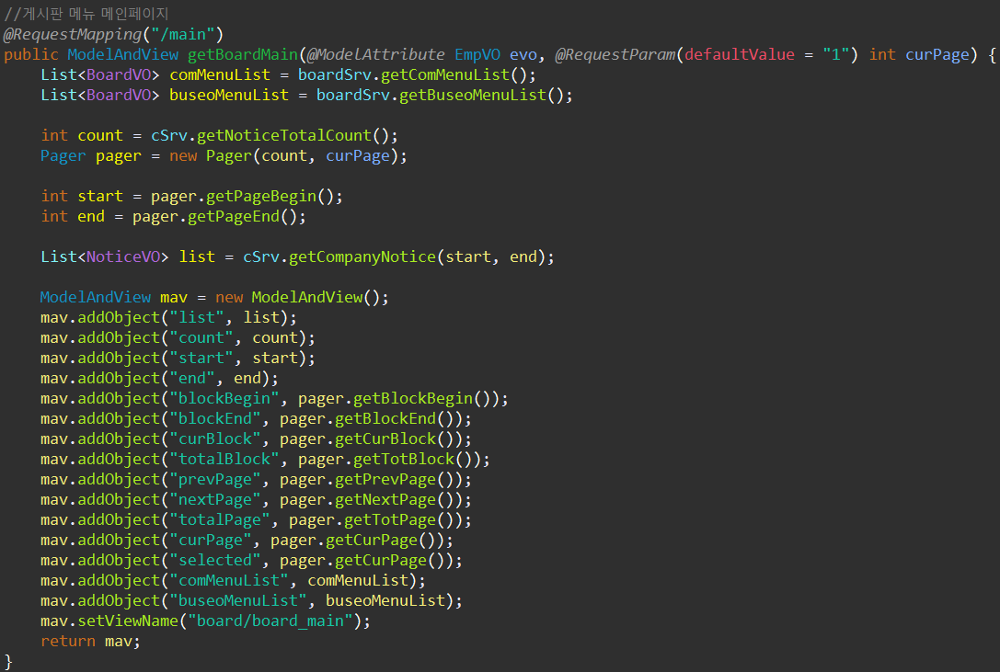 //게시판 메뉴 메인페이지
@RequestMapping("/main")
public ModelAndView getBoardMain(@ModelAttribute EmpVO evo, @RequestParam(defaultValue = "1") int curPage) {
    List<BoardVO> comMenuList = boardSrv.getComMenuList();
    List<BoardVO> buseoMenuList = boardSrv.getBuseoMenuList();

    int count = cSrv.getNoticeTotalCount();
    Pager pager = new Pager(count, curPage);

    int start = pager.getPageBegin();
    int end = pager.getPageEnd();

    List<NoticeVO> list = cSrv.getCompanyNotice(start, end);

    ModelAndView mav = new ModelAndView();
    mav.addObject("list", list);
    mav.addObject("count", count);
    mav.addObject("start", start);
    mav.addObject("end", end);
    mav.addObject("blockBegin", pager.getBlockBegin());
    mav.addObject("blockEnd", pager.getBlockEnd());
    mav.addObject("curBlock", pager.getCurBlock());
    mav.addObject("totalBlock", pager.getTotBlock());
    mav.addObject("prevPage", pager.getPrevPage());
    mav.addObject("nextPage", pager.getNextPage());
    mav.addObject("totalPage", pager.getTotPage());
    mav.addObject("curPage", pager.getCurPage());
    mav.addObject("selected", pager.getCurPage());
    mav.addObject("comMenuList", comMenuList);
    mav.addObject("buseoMenuList", buseoMenuList);
    mav.setViewName("board/board_main");
    return mav;
}